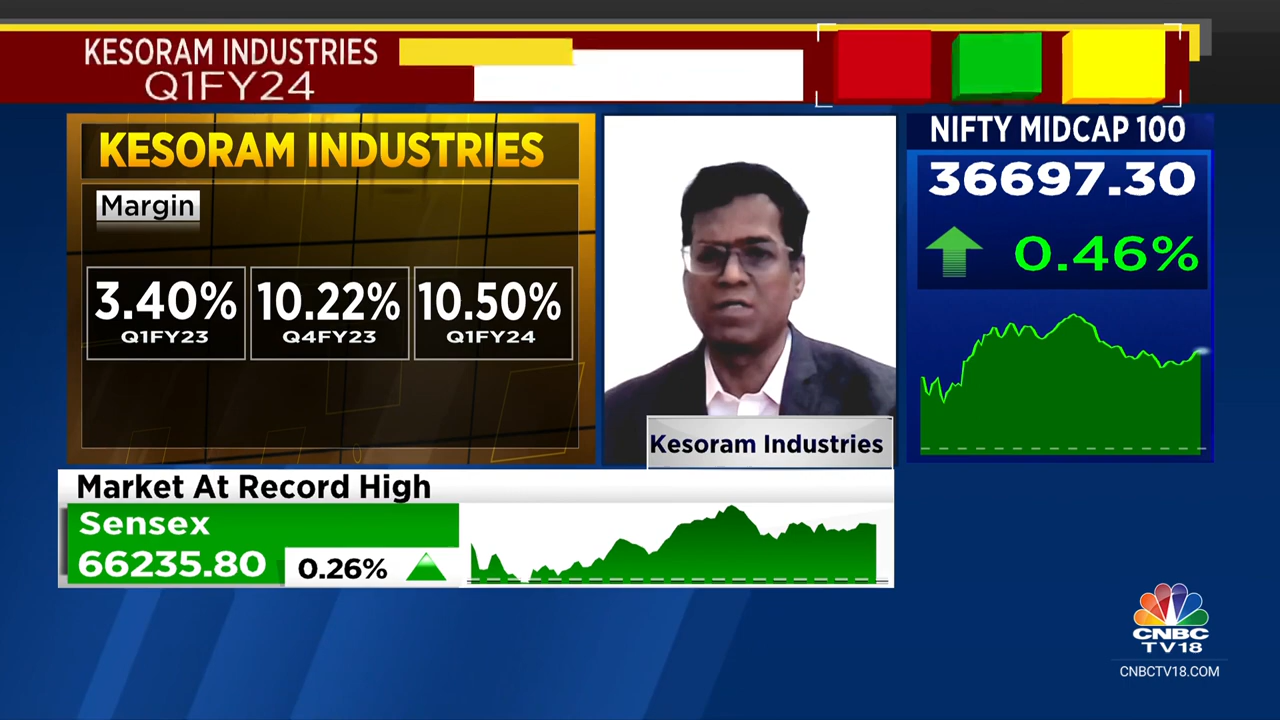 KESORAM INDUSTRIES
Q1FY24
KESORAM INDUSTRIES
Margin
3.40%
Q1FY23
10.22%
Q4FY23
10.50%
Q1FY24
Kesoram Industries
NIFTY MIDCAP 100
36697.30
0.46%
Market At Record High
Sensex
66235.80
0.26%
CNBC
TV18
CNBCTV18.COM